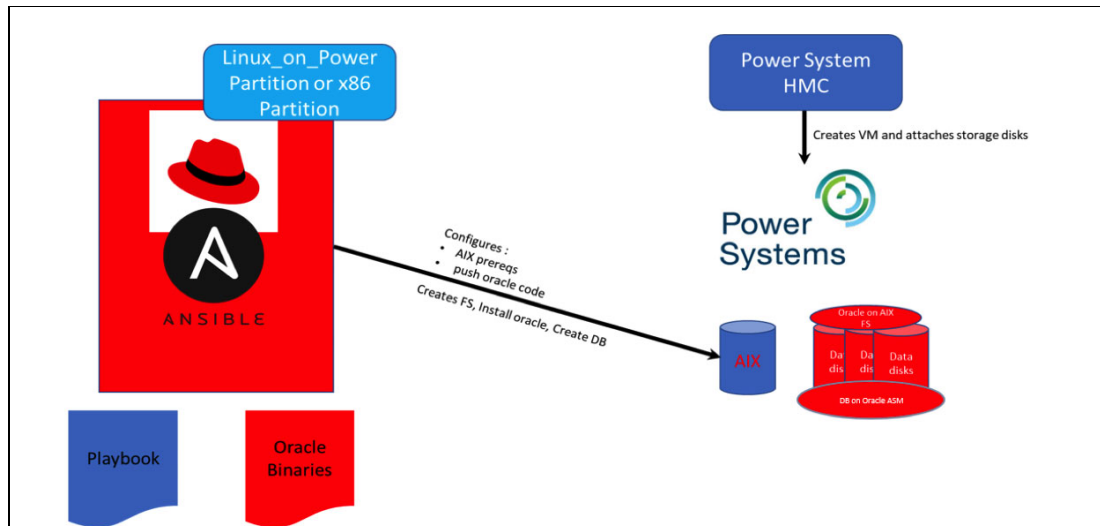 Linux_on_Power
Partition or x86
Partition
ANSIBLE
Playbook
Oracle
Binaries
Configures :
• AIX prereqs
• push oracle code
Creates FS, Install oracle, Create DB
Power System
HMC
Creates VM and attaches storage disks
Power
Systems
AIX
Oracle on AIX
FS
Data
disks
DB on Oracle ASM